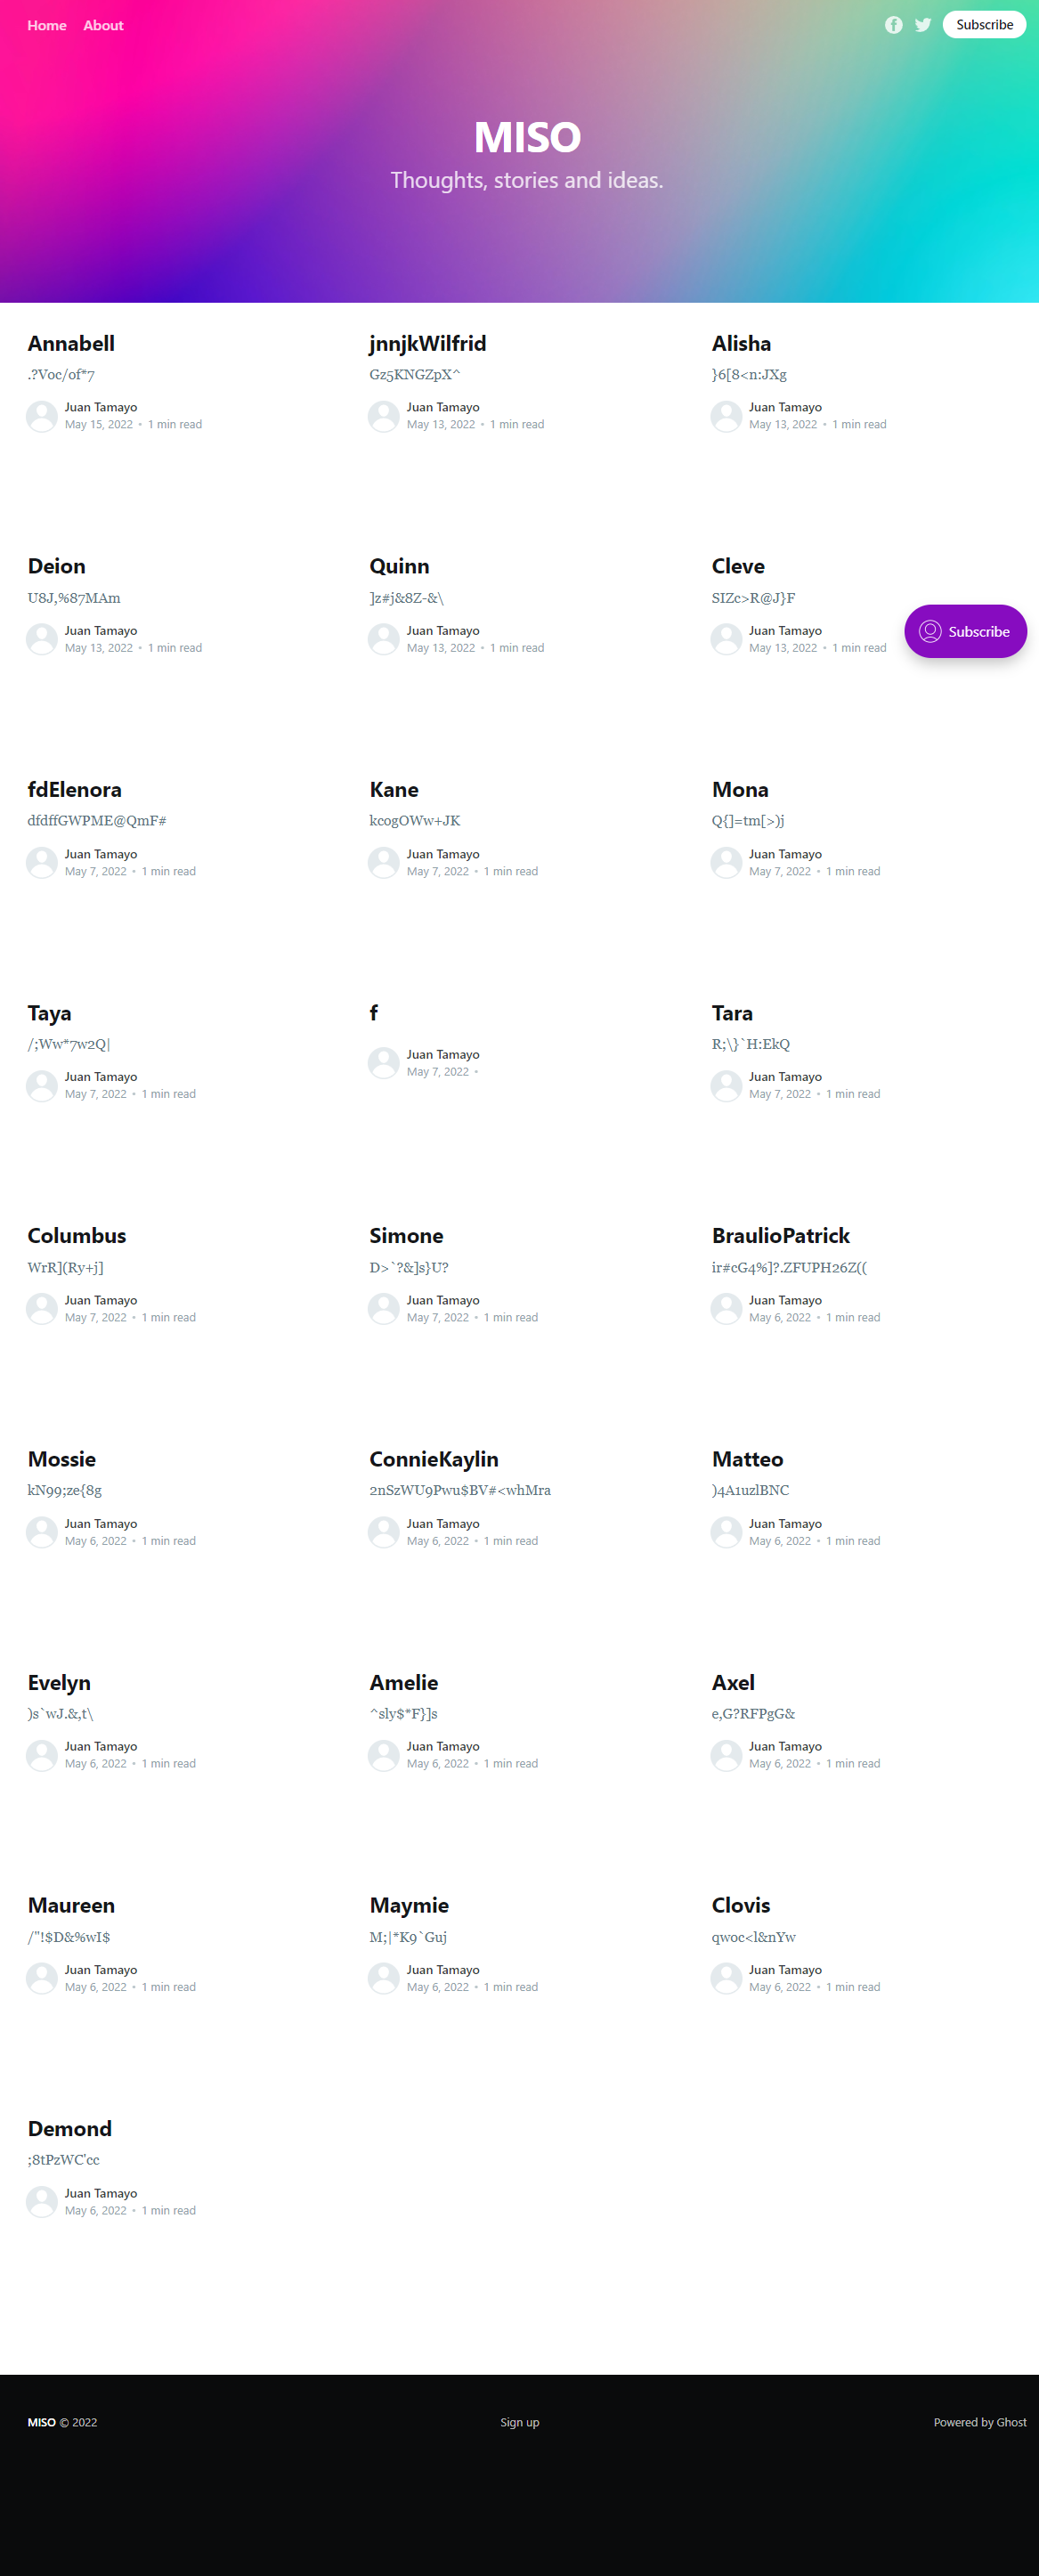 Home About Subscribe
MISO
Thoughts, stories and ideas.
Annabell
.?Voc/of*7
Juan Tamayo
May 15, 2022 • 1 min read
jnnjkWilfrid
Gz5KNGZpX^
Juan Tamayo
May 13, 2022 • 1 min read
Alisha
}6[8<n:JXg
Juan Tamayo
May 13, 2022 • 1 min read
Deion
U8J,%87MAm
Juan Tamayo
May 13, 2022 • 1 min read
Quinn
]z#j&8Z-&\
Juan Tamayo
May 13, 2022 • 1 min read
Cleve
SIZc>R@J}F
Juan Tamayo
May 13, 2022 • 1 min read
Subscribe
fdElenora
dfdffGWPME@QmF#
Juan Tamayo
May 7, 2022 • 1 min read
Kane
kcogOWw+JK
Juan Tamayo
May 7, 2022 • 1 min read
Mona
Q{]=tm[>)j
Juan Tamayo
May 7, 2022 • 1 min read
Taya
/;Ww*7w2Q|
Juan Tamayo
May 7, 2022 • 1 min read
f
Juan Tamayo
May 7, 2022 •
Tara
R;\}`H:EkQ
Juan Tamayo
May 7, 2022 • 1 min read
Columbus
WrR](Ry+j]
Juan Tamayo
May 7, 2022 • 1 min read
Simone
D>`?&]s}U?
Juan Tamayo
May 7, 2022 • 1 min read
BraulioPatrick
ir#cG4%]?.ZFUPH26Z((
Juan Tamayo
May 6, 2022 • 1 min read
Mossie
kN99;ze{8g
Juan Tamayo
May 6, 2022 • 1 min read
ConnieKaylin
2nSzWU9Pwu$BV#<whMra
Juan Tamayo
May 6, 2022 • 1 min read
Matteo
)4A1uzlBNC
Juan Tamayo
May 6, 2022 • 1 min read
Evelyn
)s`wJ.&,t\
Juan Tamayo
May 6, 2022 • 1 min read
Amelie
^sly$*F}]s
Juan Tamayo
May 6, 2022 • 1 min read
Axel
e,G?RFPgG&
Juan Tamayo
May 6, 2022 • 1 min read
Maureen
/"!$D&%wI$
Juan Tamayo
May 6, 2022 • 1 min read
Maymie
M;|*K9`Guj
Juan Tamayo
May 6, 2022 • 1 min read
Clovis
qwoc<l&nYw
Juan Tamayo
May 6, 2022 • 1 min read
Demond
;8tPzWC'cc
Juan Tamayo
May 6, 2022 • 1 min read
MISO © 2022 Sign up Powered by Ghost